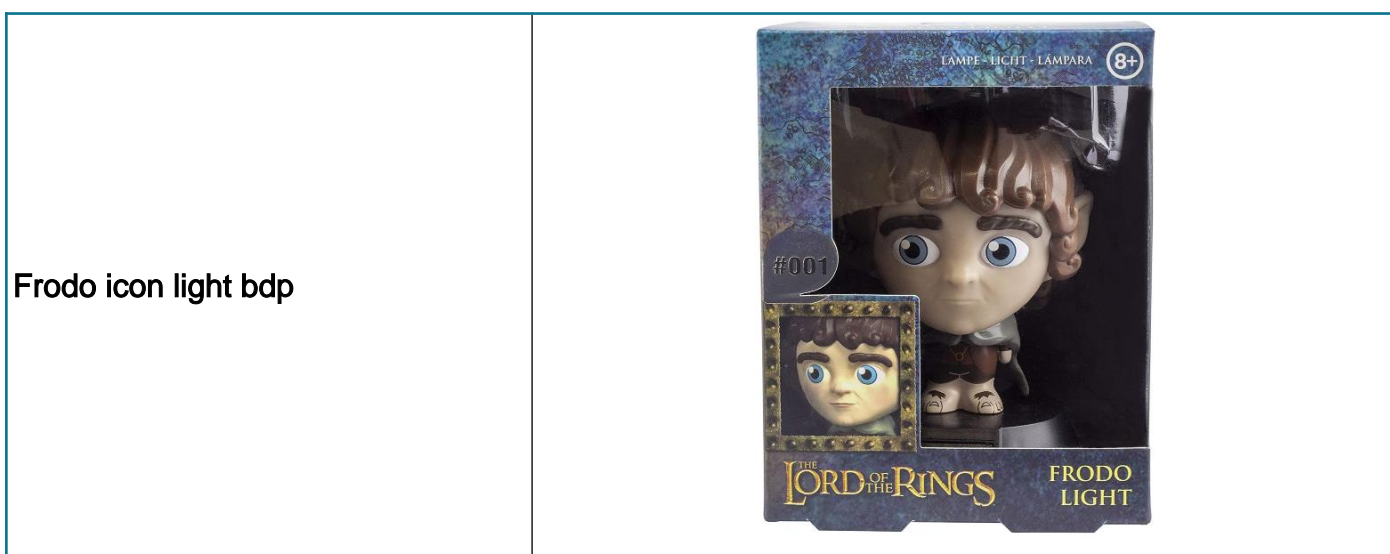 Frodo icon light bdp
LAMPE - LICHT - LÁMPARA 8+
#001
THE LORD OF THE RINGS
FRODO
LIGHT